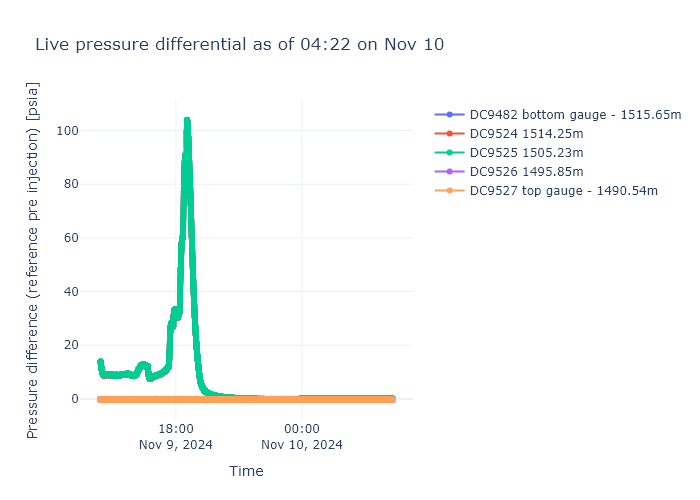 Live pressure differential as of 04:22 on Nov 10
Pressure difference (reference pre injection) [psia]
100
80
60
40
20
0
18:00
Nov 9, 2024
00:00
Nov 10, 2024
Time
DC9482 bottom gauge - 1515.65m
DC9524 1514.25m
DC9525 1505.23m
DC9526 1495.85m
DC9527 top gauge - 1490.54m